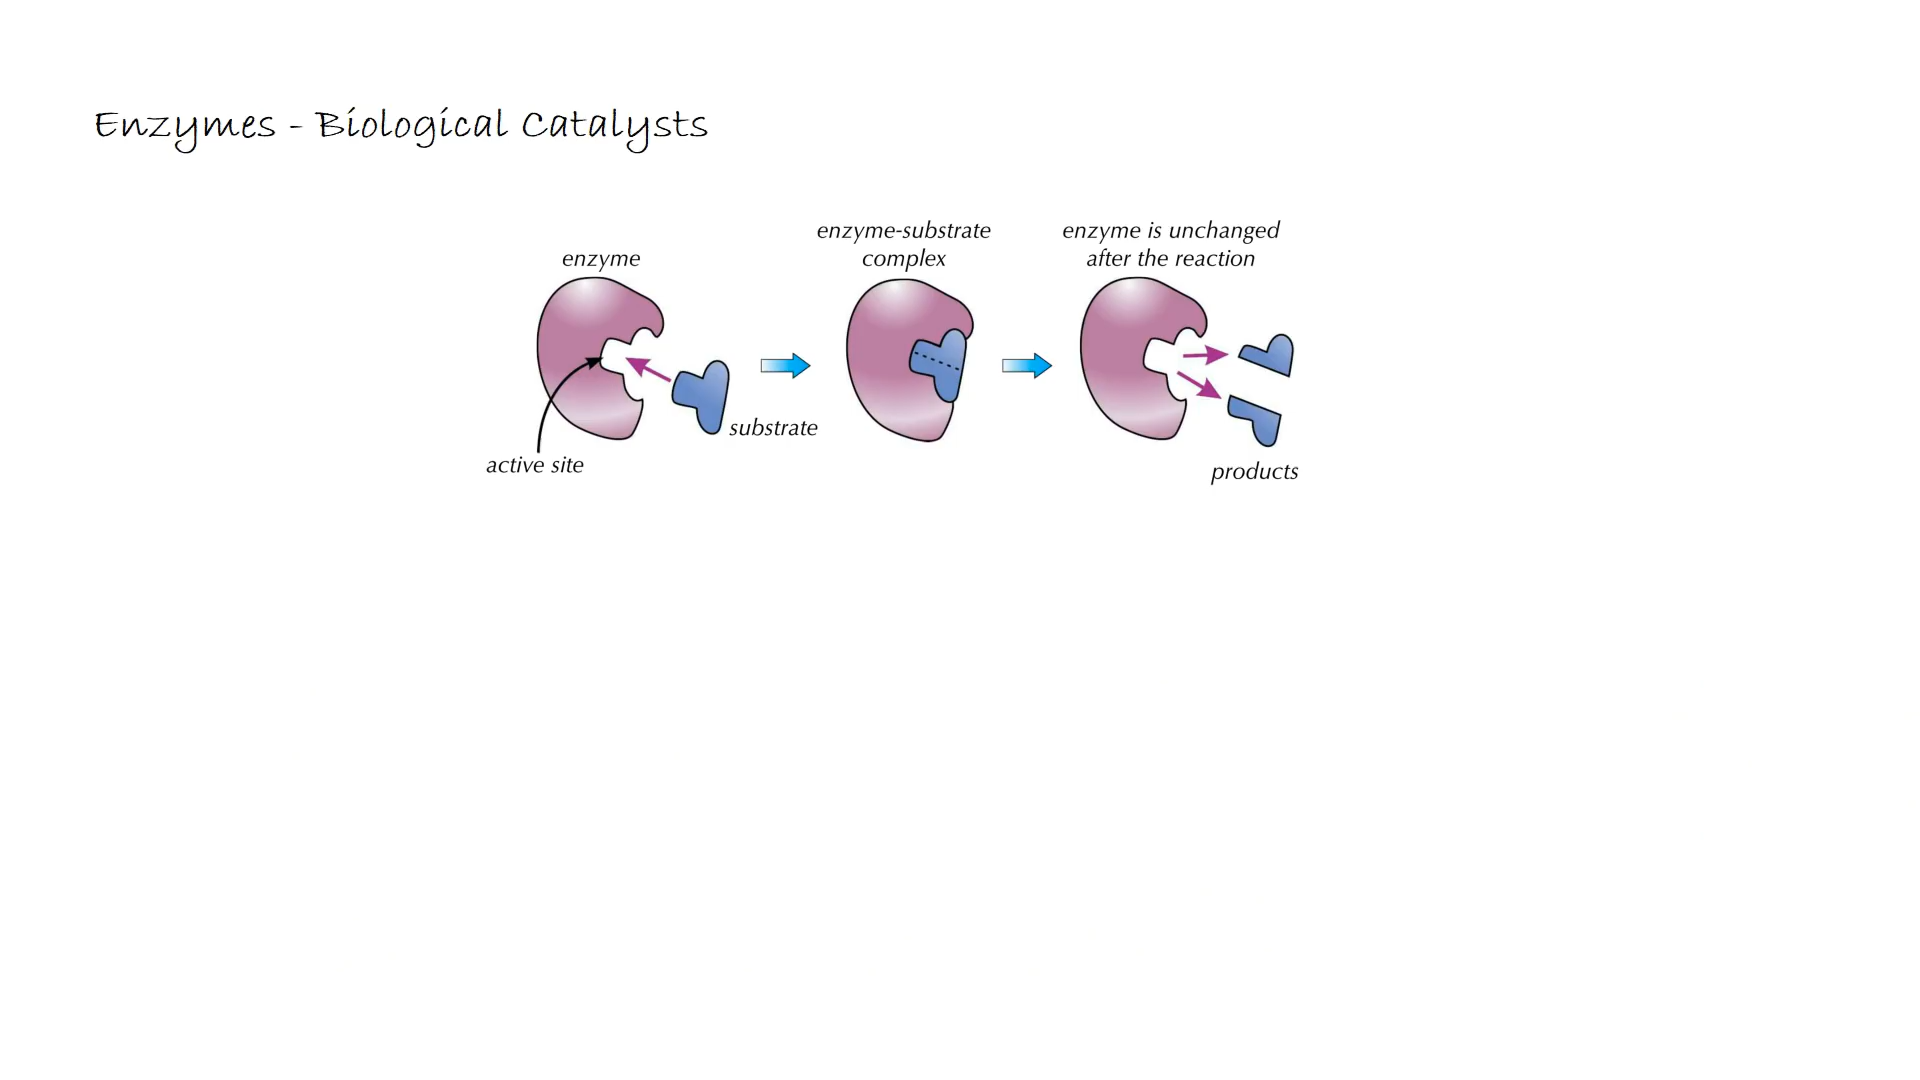 Enzymes - Biological Catalysts
enzyme
active site
substrate
enzyme-substrate
complex
enzyme is unchanged
after the reaction
products